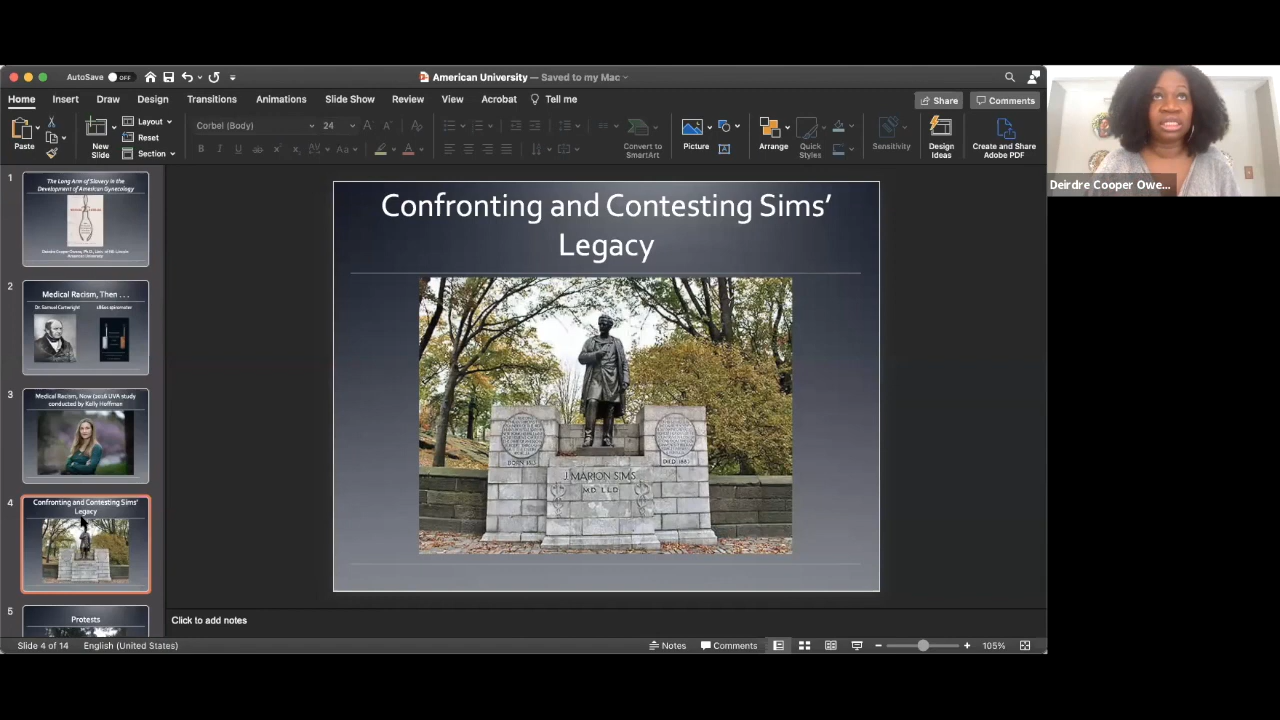 AutoSave OFF
American University — Saved to my Mac
Home Insert Draw Design Transitions Animations Slide Show Review View Acrobat Tell me
Share Comments
Paste
New Slide
Layout
Reset
Section
Corbel (Body) 24
Convert to SmartArt
Picture
Arrange
Quick Styles
Sensitivity
Design Ideas
Create and Share Adobe PDF
1
The Long Arm of Slavery in the
Development of American Gynecology
American University
2
Medical Racism, Then . . .
Dr. Samuel Cartwright
3
Medical Racism, Now (2016 UVA study
conducted by Kelly Hoffman
4
Confronting and Contesting Sims'
Legacy
5
Protests
Confronting and Contesting Sims'
Legacy
J. MARION SIMS
MD LLD
Click to add notes
Slide 4 of 14 English (United States)
Notes Comments 105%
Deirdre Cooper Owe...